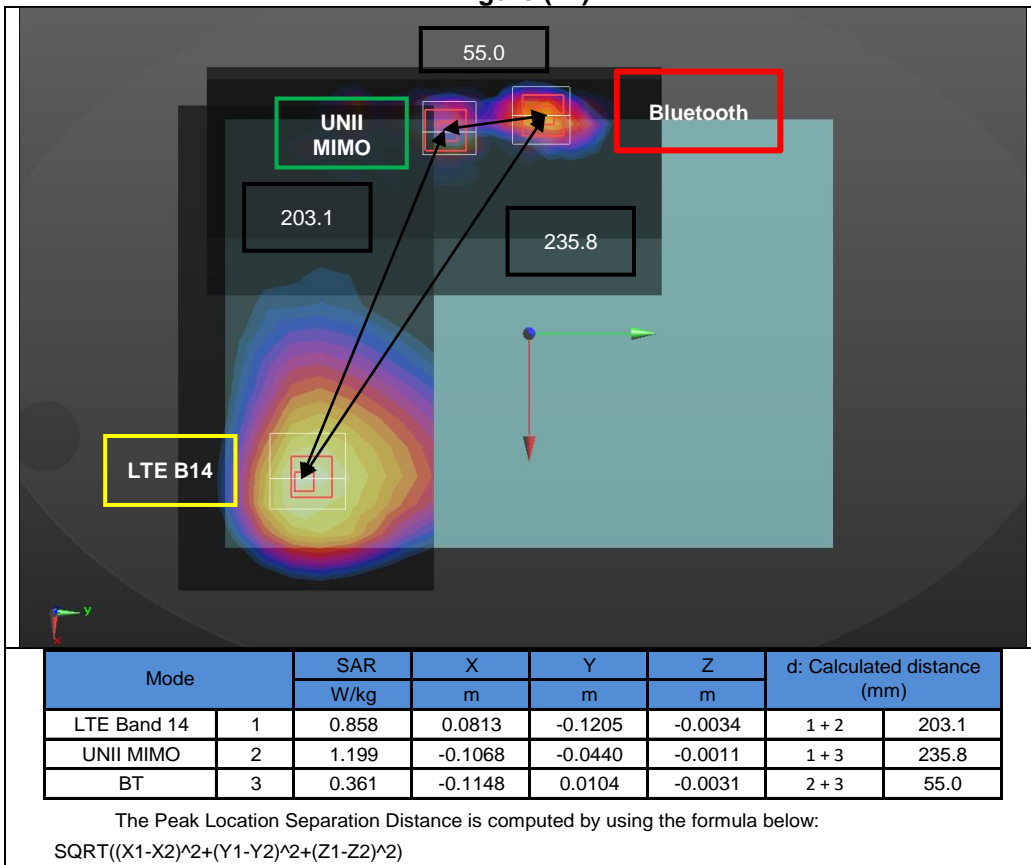 55.0
UNII
MIMO
Bluetooth
203.1
235.8
LTE B14
y
x
Mode SAR X Y Z d: Calculated distance (mm)
W/kg m m m
LTE Band 14 1 0.858 0.0813 -0.1205 -0.0034 1 + 2 203.1
UNII MIMO 2 1.199 -0.1068 -0.0440 -0.0011 1 + 3 235.8
BT 3 0.361 -0.1148 0.0104 -0.0031 2 + 3 55.0
The Peak Location Separation Distance is computed by using the formula below:
SQRT((X1-X2)^2+(Y1-Y2)^2+(Z1-Z2)^2)